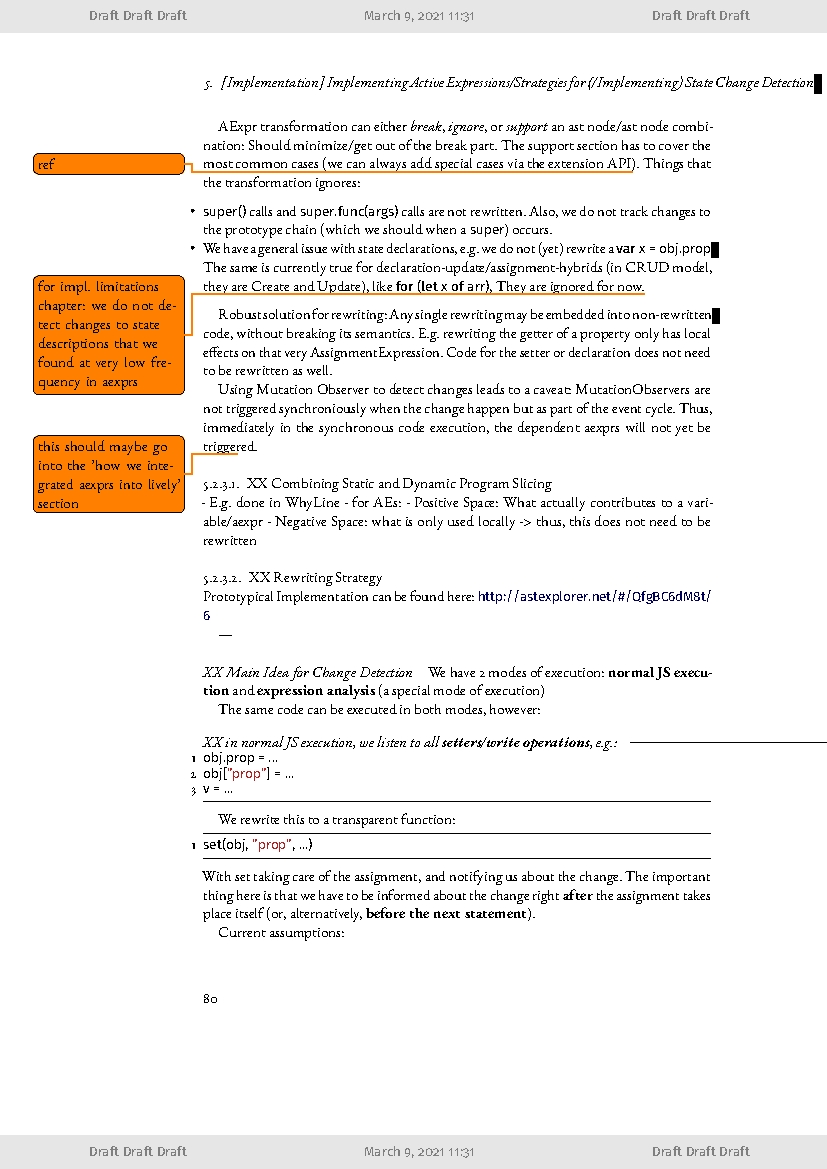 Draft Draft Draft March 9, 2021 11:31 Draft Draft Draft
5. [Implementation] Implementing Active Expressions/Strategies for (/Implementing) State Change Detection
AExpr transformation can either break, ignore, or support an ast node/ast node combi-
nation: Should minimize/get out of the break part. The support section has to cover the
ref
most common cases (we can always add special cases via the extension API). Things that
the transformation ignores:
• super() calls and super.func(args) calls are not rewritten. Also, we do not track changes to
the prototype chain (which we should when a super) occurs.
• We have a general issue with state declarations, e.g. we do not (yet) rewrite a var x = obj.prop
The same is currently true for declaration-update/assignment-hybrids (in CRUD model,
they are Create and Update), like for (let x of arr), They are ignored for now.
for impl. limitations
chapter: we do not de-
tect changes to state
descriptions that we
found at very low fre-
quency in aexprs
Robust solution for rewriting: Any single rewriting may be embedded into non-rewritten
code, without breaking its semantics. E.g. rewriting the getter of a property only has local
effects on that very AssignmentExpression. Code for the setter or declaration does not need
to be rewritten as well.
Using Mutation Observer to detect changes leads to a caveat: MutationObservers are
not triggered synchroniously when the change happen but as part of the event cycle. Thus,
immediately in the synchronous code execution, the dependent aexprs will not yet be
triggered.
this should maybe go
into the 'how we inte-
grated aexprs into lively'
section
5.2.3.1. XX Combining Static and Dynamic Program Slicing
- E.g. done in WhyLine - for AEs: - Positive Space: What actually contributes to a vari-
able/aexpr - Negative Space: what is only used locally -> thus, this does not need to be
rewritten
5.2.3.2. XX Rewriting Strategy
Prototypical Implementation can be found here: http://astexplorer.net/#/QfgBC6dM8t/
6
—
XX Main Idea for Change Detection We have 2 modes of execution: normal JS execu-
tion and expression analysis (a special mode of execution)
The same code can be executed in both modes, however:
XX in normal JS execution, we listen to all setters/write operations, e.g.:
1 obj.prop = ...
2 obj["prop"] = ...
3 v = ...
We rewrite this to a transparent function:
1 set(obj, "prop", ...)
With set taking care of the assignment, and notifying us about the change. The important
thing here is that we have to be informed about the change right after the assignment takes
place itself (or, alternatively, before the next statement).
Current assumptions:
80
Draft Draft Draft March 9, 2021 11:31 Draft Draft Draft